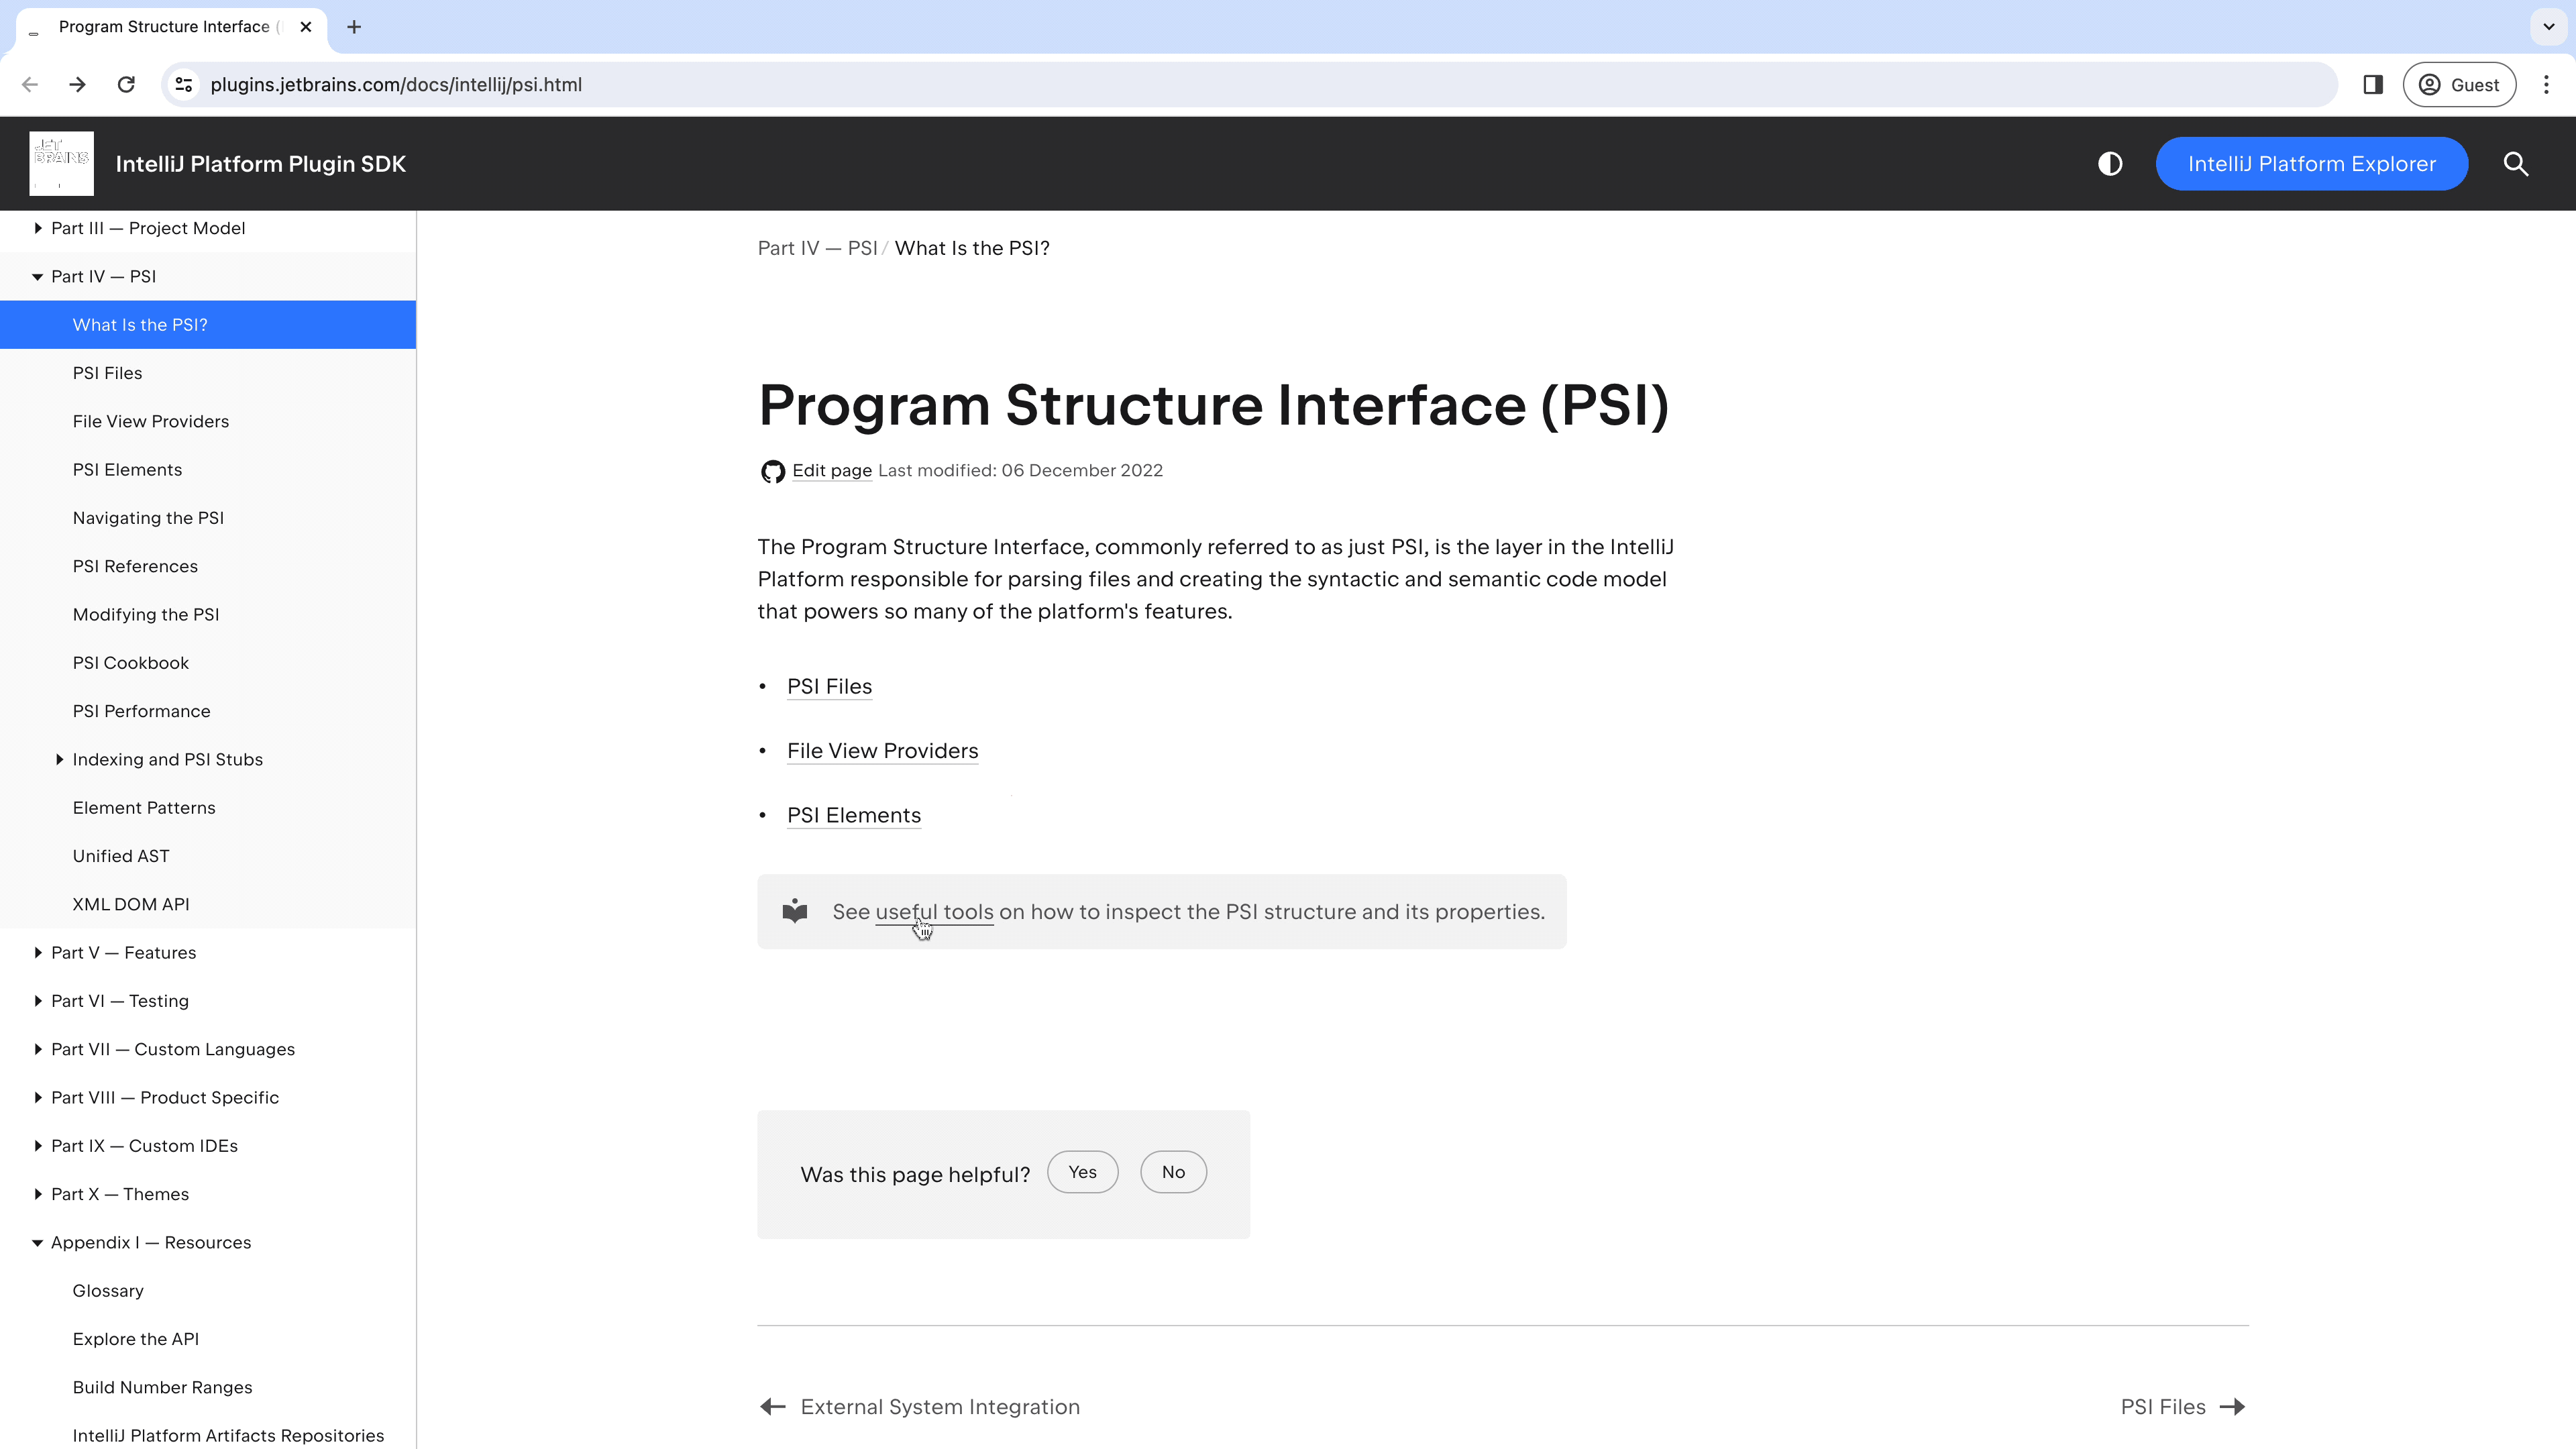 Program Structure Interface (
plugins.jetbrains.com/docs/intellij/psi.html
Guest
JET
BRAINS
IntelliJ Platform Plugin SDK
IntelliJ Platform Explorer
Part III — Project Model
Part IV — PSI
What Is the PSI?
PSI Files
File View Providers
PSI Elements
Navigating the PSI
PSI References
Modifying the PSI
PSI Cookbook
PSI Performance
Indexing and PSI Stubs
Element Patterns
Unified AST
XML DOM API
Part V — Features
Part VI — Testing
Part VII — Custom Languages
Part VIII — Product Specific
Part IX — Custom IDEs
Part X — Themes
Appendix I — Resources
Glossary
Explore the API
Build Number Ranges
IntelliJ Platform Artifacts Repositories
Part IV — PSI / What Is the PSI?
Program Structure Interface (PSI)
Edit page Last modified: 06 December 2022
The Program Structure Interface, commonly referred to as just PSI, is the layer in the IntelliJ
Platform responsible for parsing files and creating the syntactic and semantic code model
that powers so many of the platform's features.
• PSI Files
• File View Providers
• PSI Elements
See useful tools on how to inspect the PSI structure and its properties.
Was this page helpful? Yes No
External System Integration
PSI Files